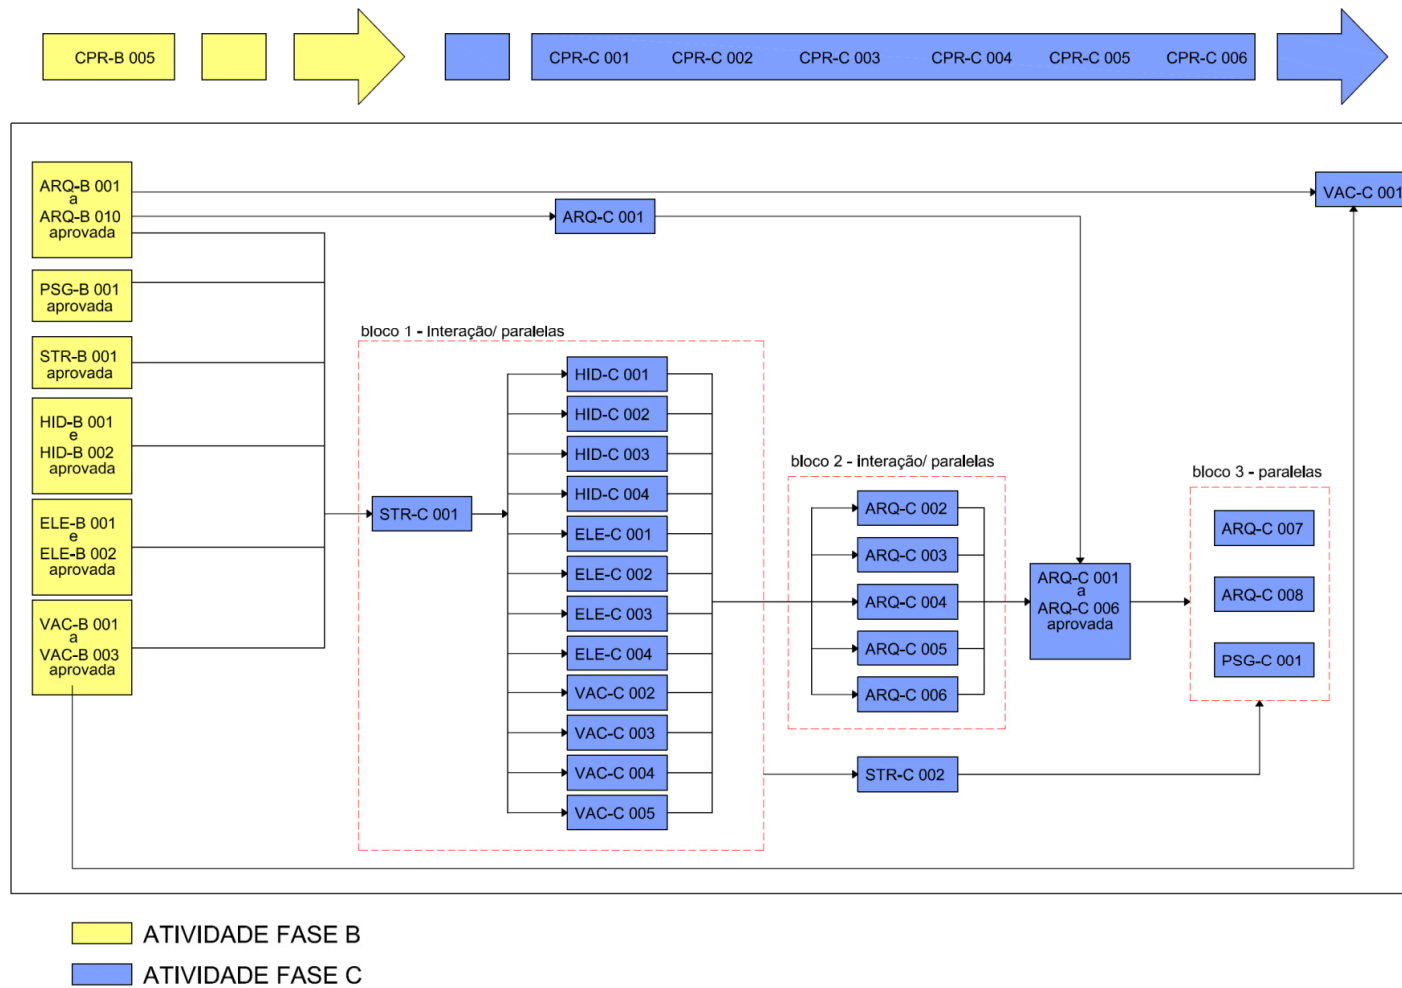 CPR-B 005
CPR-C 001 CPR-C 002 CPR-C 003 CPR-C 004 CPR-C 005 CPR-C 006
ARQ-B 001
a
ARQ-B 010
aprovada
VAC-C 001
ARQ-C 001
PSG-B 001
aprovada
STR-B 001
aprovada
HID-B 001
e
HID-B 002
aprovada
ELE-B 001
e
ELE-B 002
aprovada
VAC-B 001
a
VAC-B 003
aprovada
bloco 1 - Interação/ paralelas
STR-C 001
HID-C 001
HID-C 002
HID-C 003
HID-C 004
ELE-C 001
ELE-C 002
ELE-C 003
ELE-C 004
VAC-C 002
VAC-C 003
VAC-C 004
VAC-C 005
bloco 2 - interação/ paralelas
ARQ-C 002
ARQ-C 003
ARQ-C 004
ARQ-C 005
ARQ-C 006
STR-C 002
ARQ-C 001
a
ARQ-C 006
aprovada
bloco 3 - paralelas
ARQ-C 007
ARQ-C 008
PSG-C 001
ATIVIDADE FASE B
ATIVIDADE FASE C